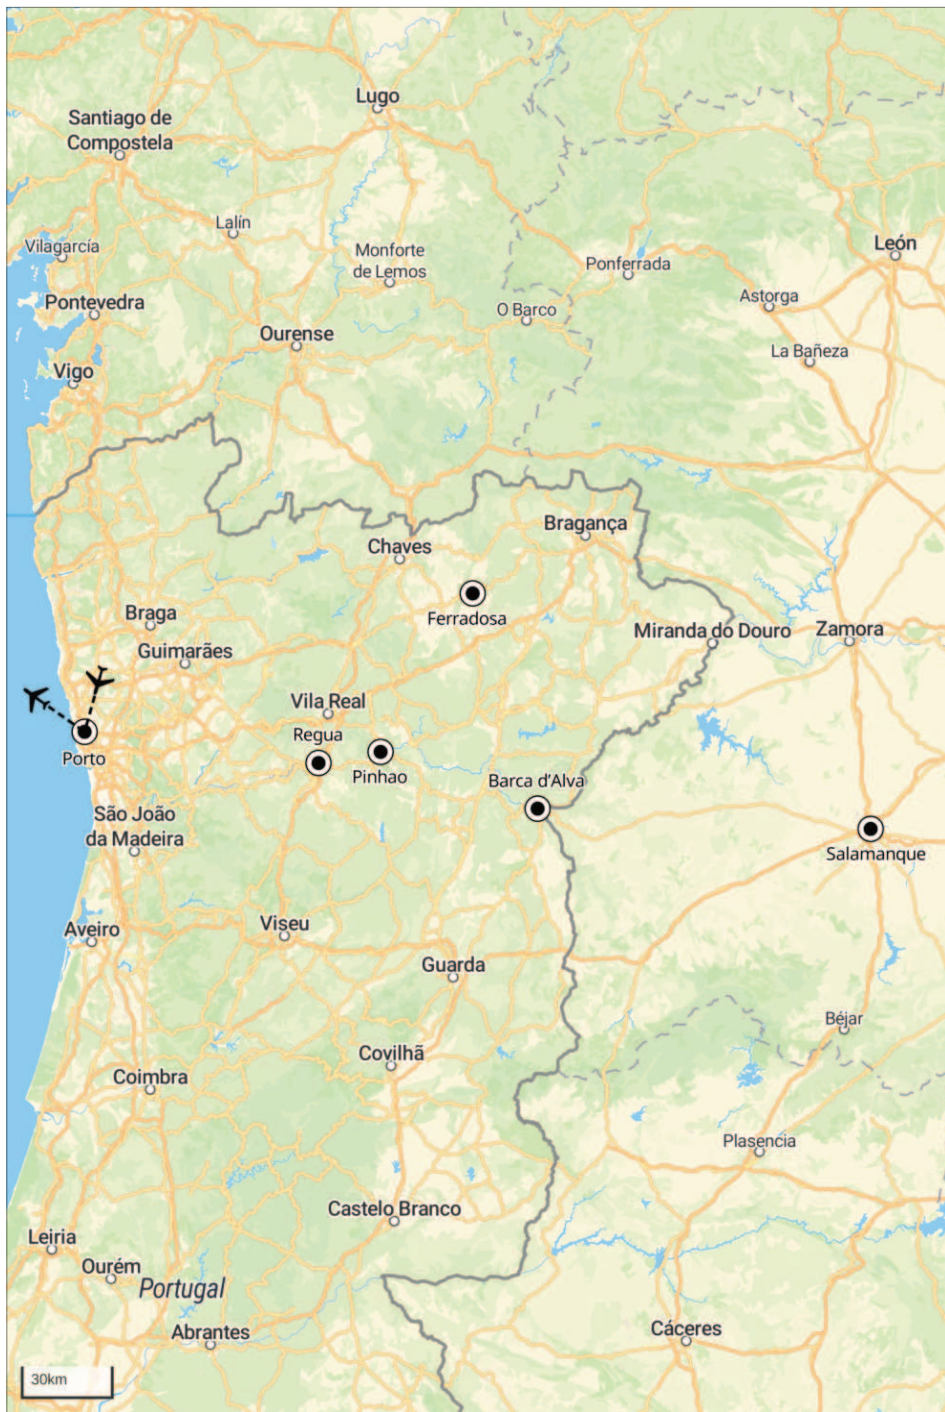 Lugo
Santiago de
Compostela
Lalín
Vilagarcía
Monforte
de Lemos
León
Ponferrada
Pontevedra
Astorga
O Barco
Ourense
La Bañeza
Vigo
Bragança
Chaves
Ferradosa
Braga
Miranda do Douro
Zamora
Guimarães
Vila Real
Regua
Porto
Pinhao
Barca d'Alva
São João
da Madeira
Salamanque
Aveiro
Viseu
Guarda
Béjar
Covilhã
Coimbra
Plasencia
Castelo Branco
Leiria
Ourém
Portugal
Abrantes
Cáceres
30km